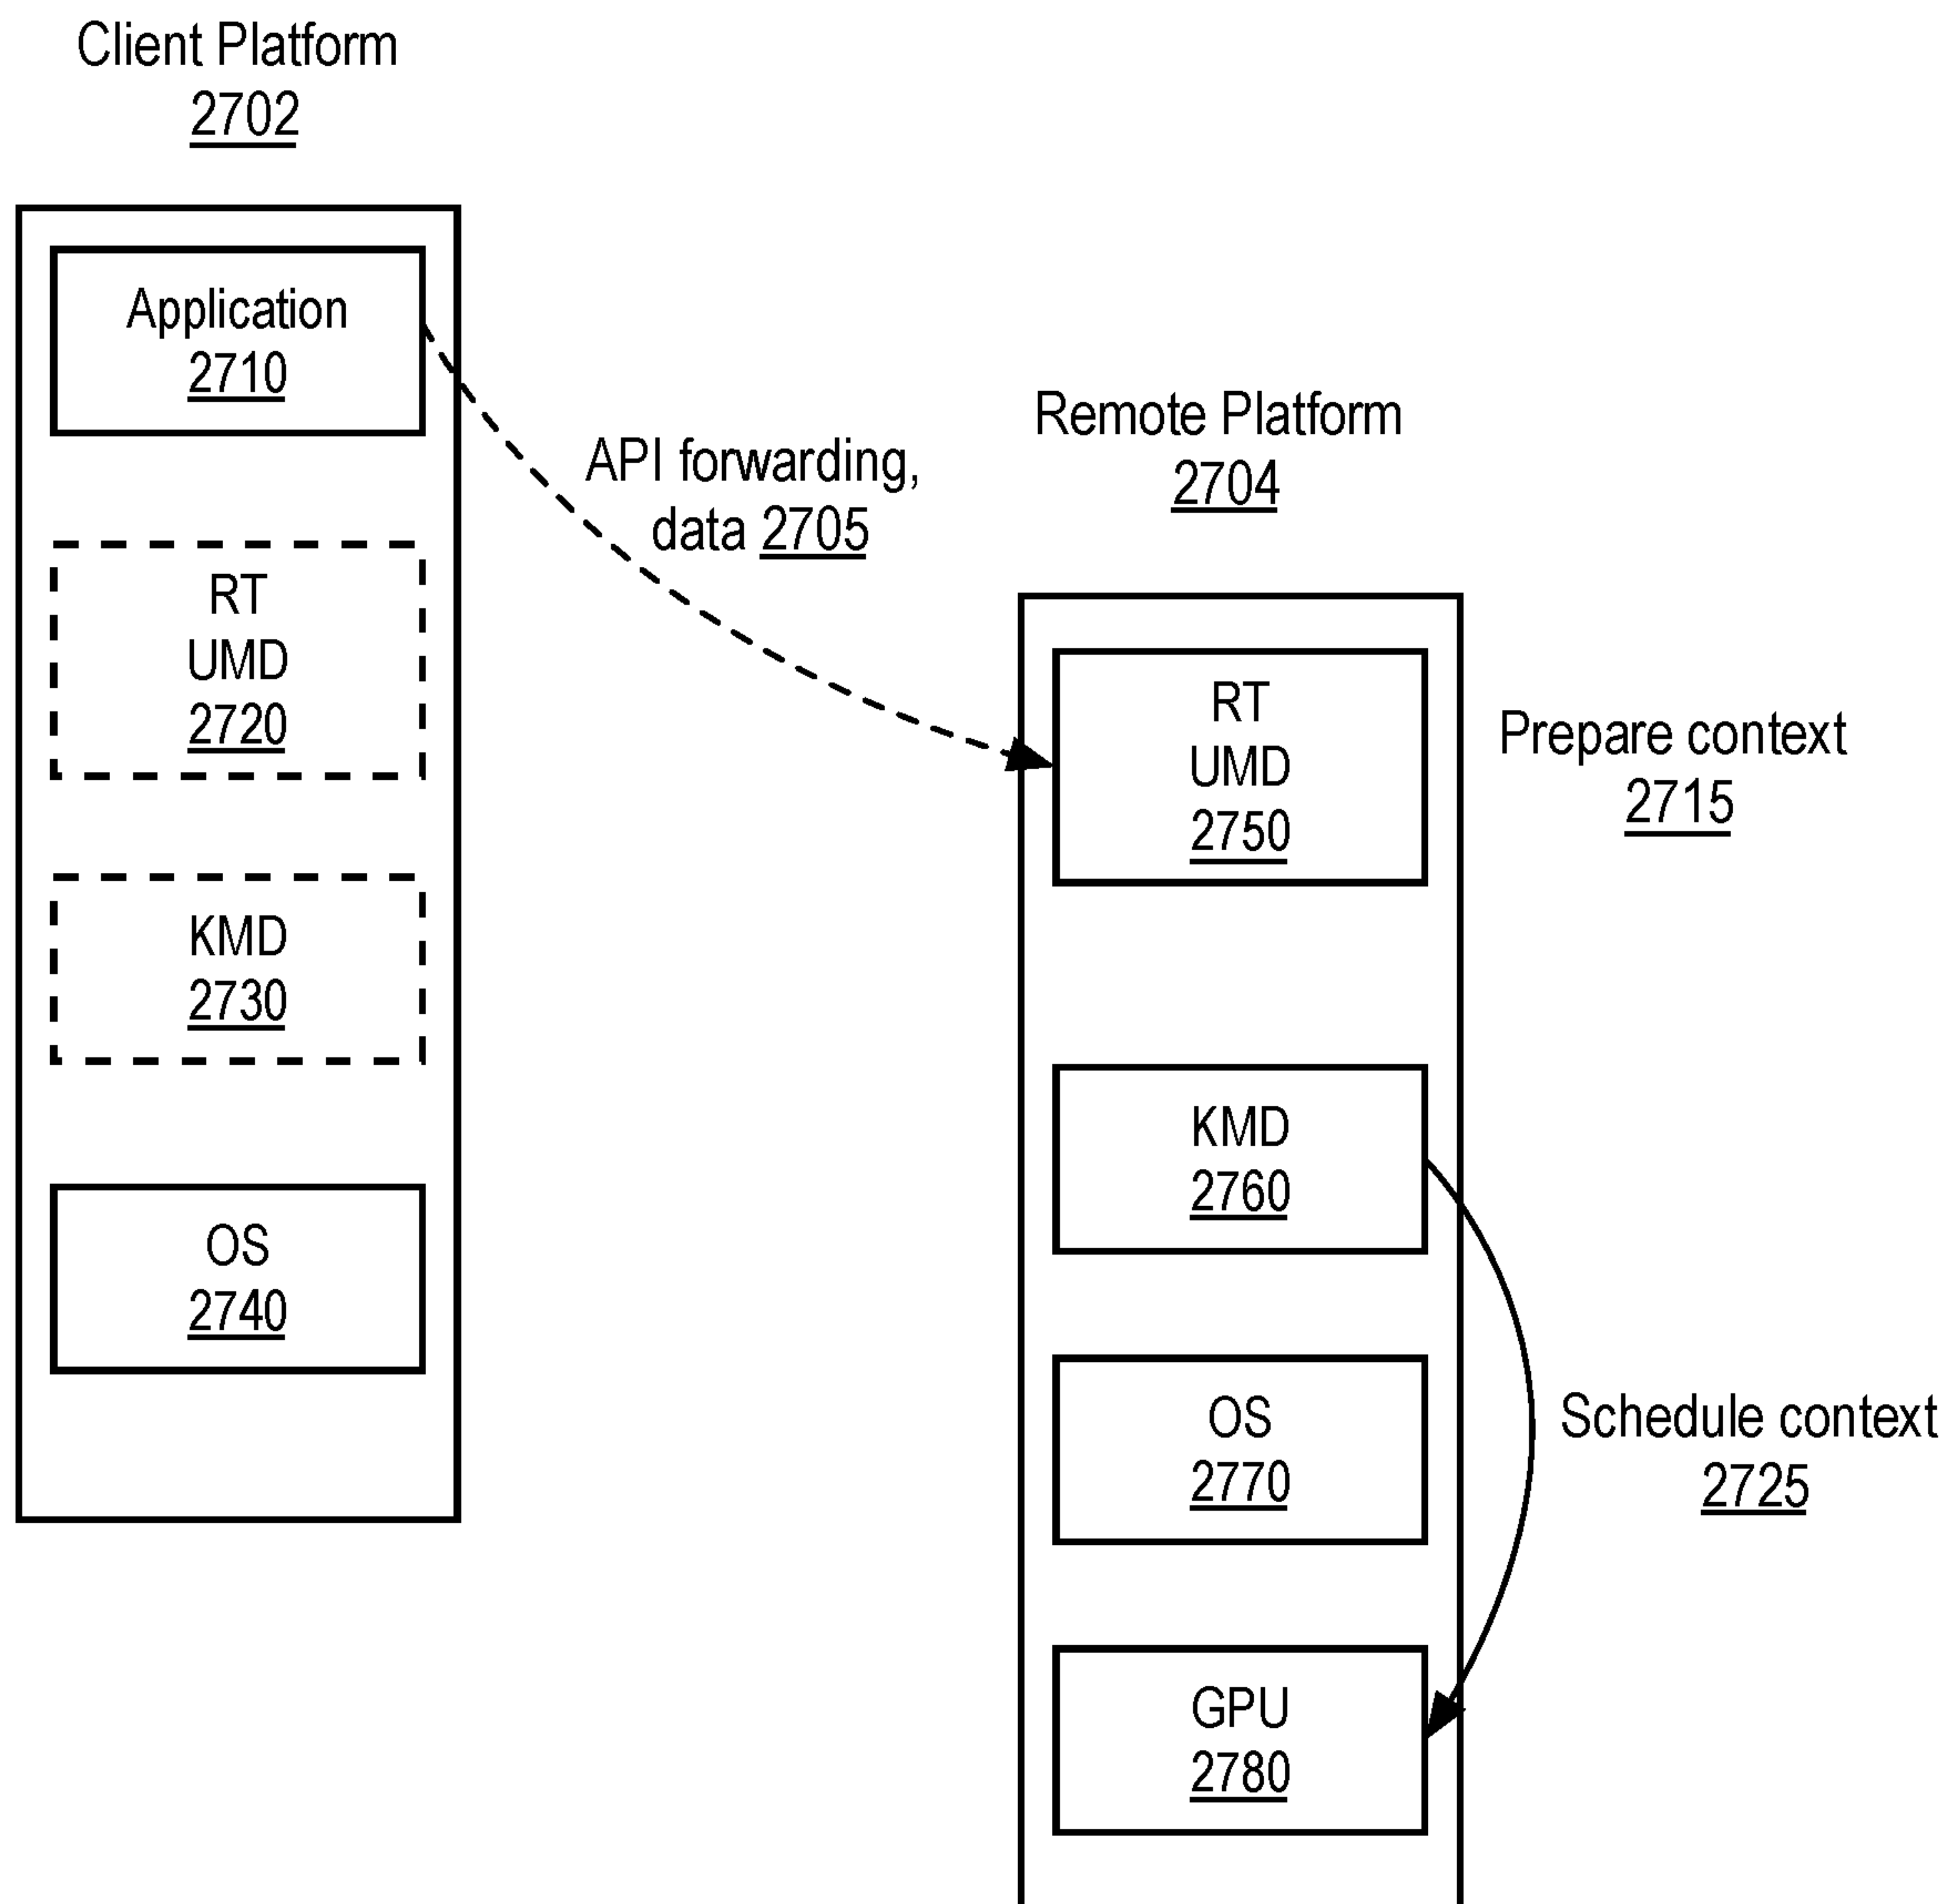 Client Platform
2702
Application
2710
RT
UMD
2720
KMD
2730
OS
2740
API forwarding,
data 2705
Remote Platform
2704
RT
UMD
2750
Prepare context
2715
KMD
2760
OS
2770
Schedule context
2725
GPU
2780